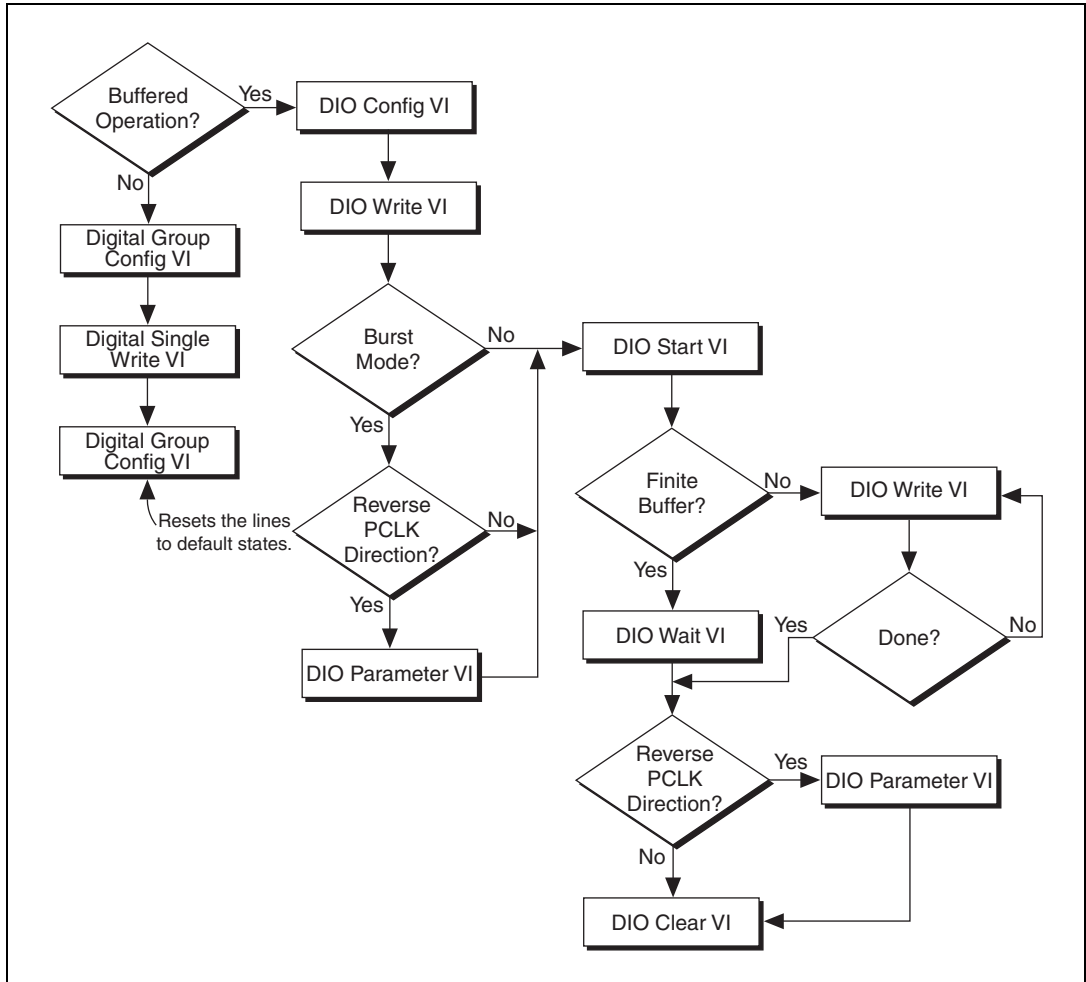 Buffered
Operation?
Yes
DIO Config VI
No
DIO Write VI
Digital Group
Config VI
Digital Single
Write VI
Digital Group
Config VI
Resets the lines
to default states.
Burst
Mode?
No
Yes
Reverse
PCLK
Direction?
No
Yes
DIO Parameter VI
DIO Start VI
Finite
Buffer?
No
DIO Write VI
Yes
DIO Wait VI
Yes
Done?
No
Reverse
PCLK
Direction?
Yes
DIO Parameter VI
No
DIO Clear VI